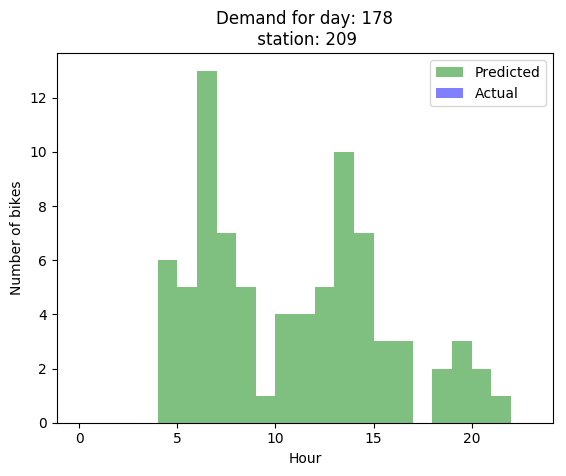 Demand for day: 178
station: 209
Predicted
Actual
12
10
8
6
4
2
0
Number of bikes
0 5 10 15 20
Hour